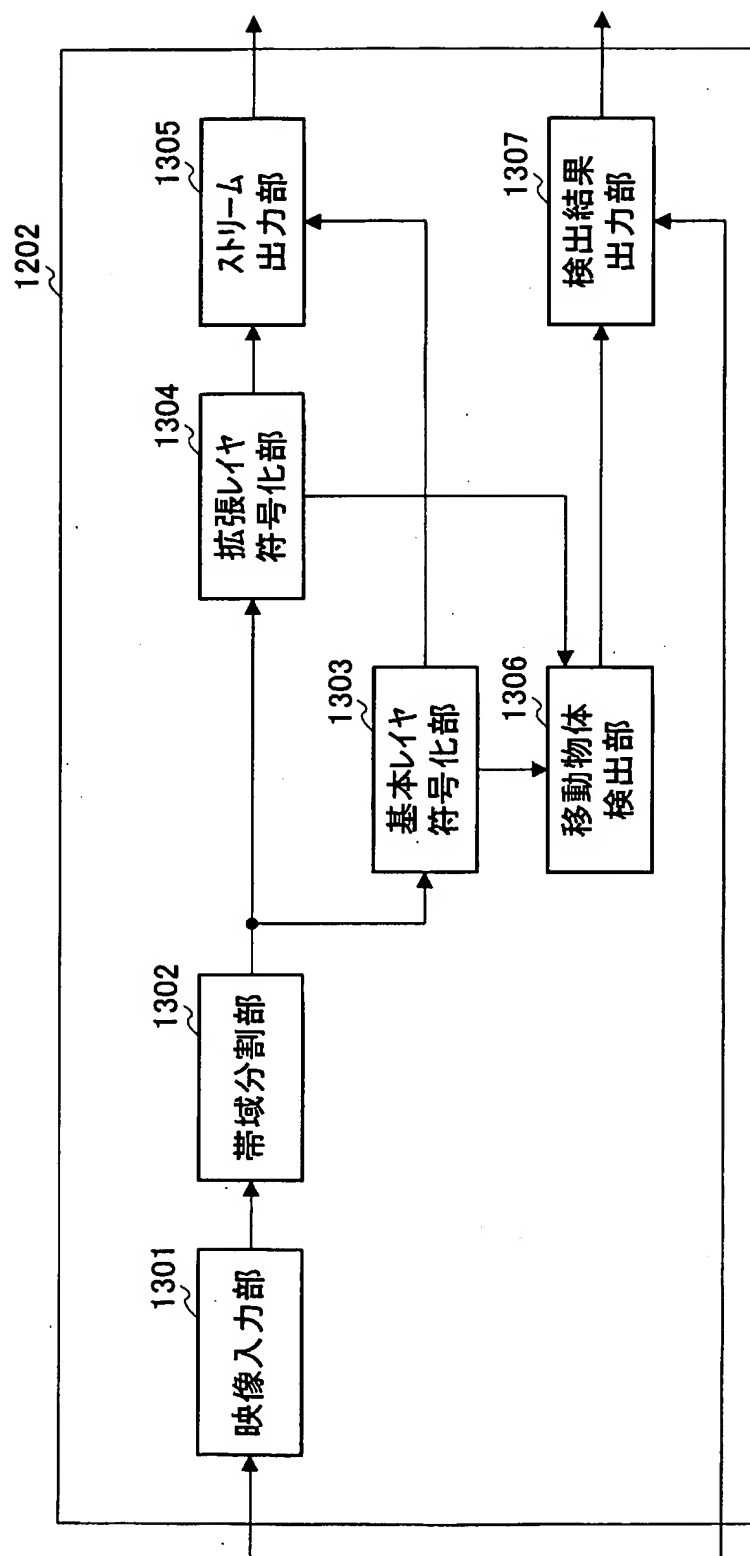 1202
1301
映像入力部
1302
帯域分割部
1303
基本レイヤ
符号化部
1304
拡張レイヤ
符号化部
1305
ストリーム
出力部
1306
移動物体
検出部
1307
検出結果
出力部